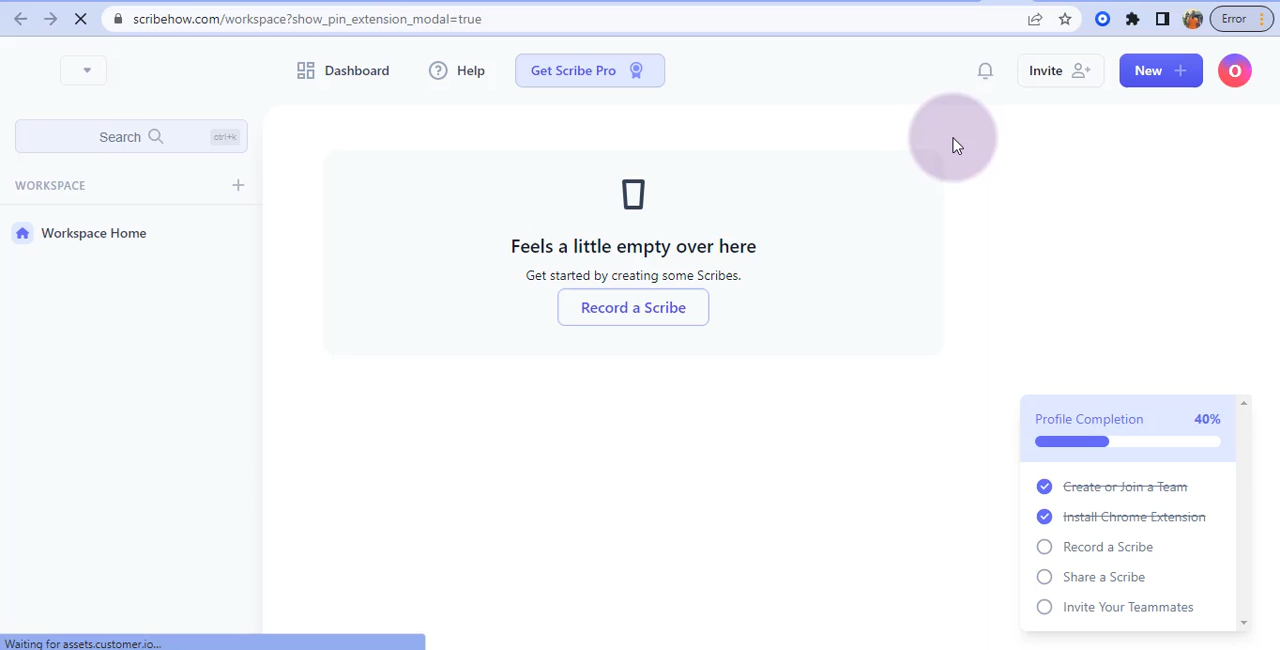 scribehow.com/workspace?show_pin_extension_modal=true
Error
Dashboard
Help
Get Scribe Pro
Invite
New
O
Search
ctrl+k
WORKSPACE
Workspace Home
Feels a little empty over here
Get started by creating some Scribes.
Record a Scribe
Profile Completion 40%
Create or Join a Team
Install Chrome Extension
Record a Scribe
Share a Scribe
Invite Your Teammates
Waiting for assets.customer.io...